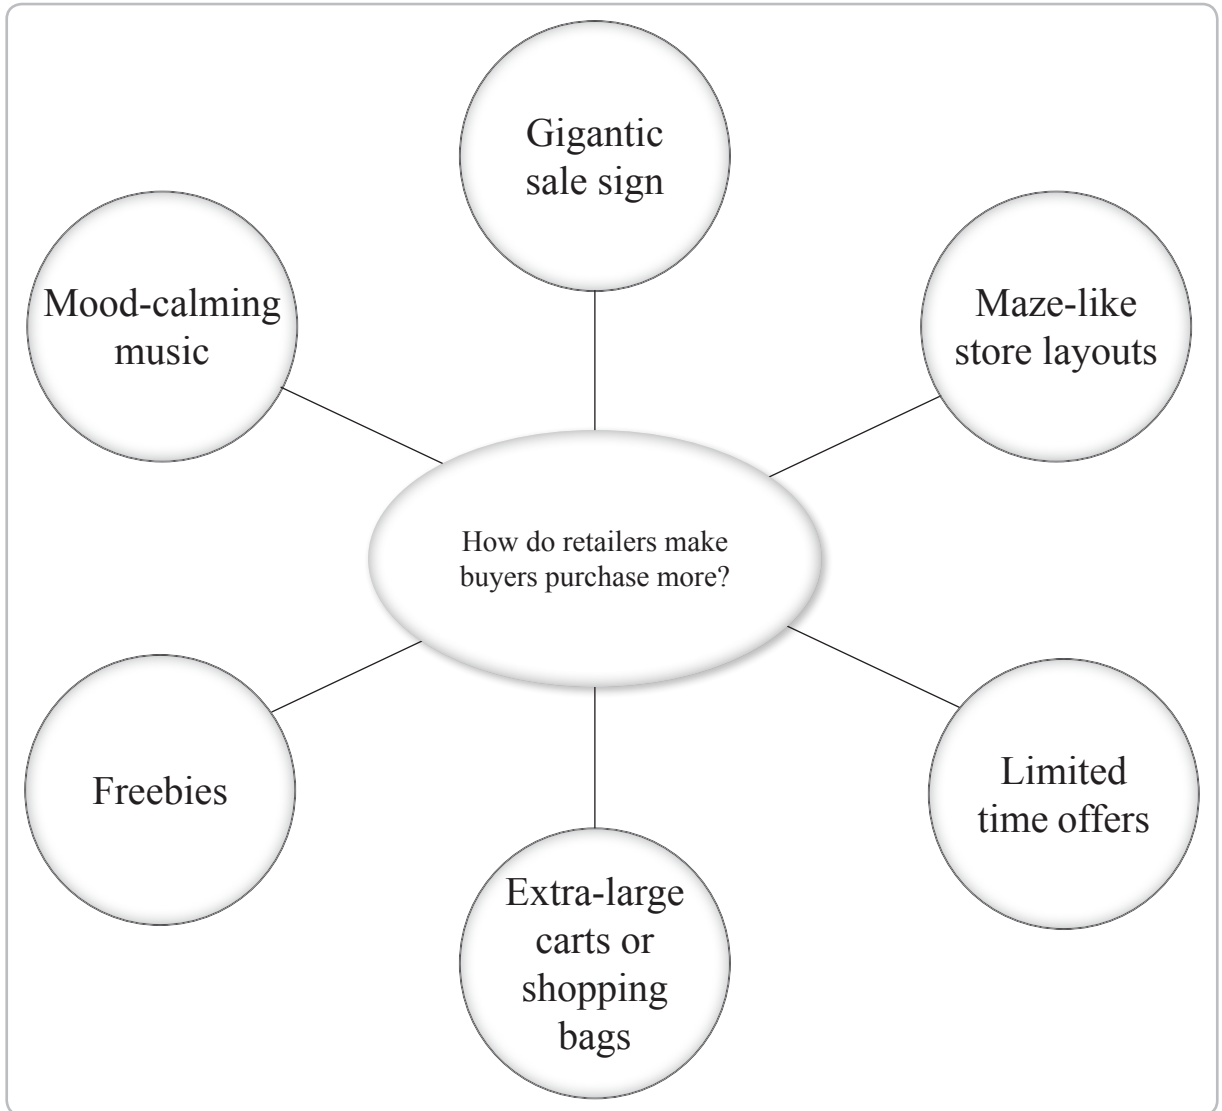 Gigantic
sale sign
Mood-calming
music
Maze-like
store layouts
How do retailers make
buyers purchase more?
Freebies
Limited
time offers
Extra-large
carts or
shopping
bags